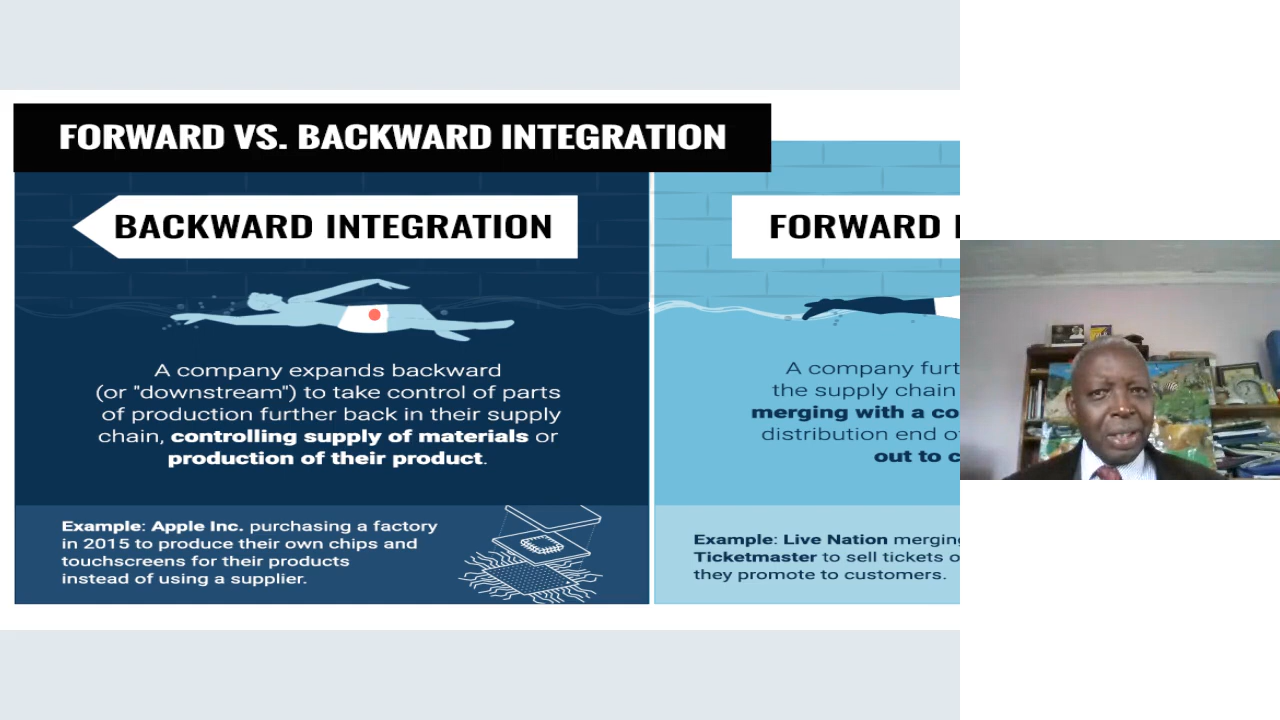 FORWARD VS. BACKWARD INTEGRATION
BACKWARD INTEGRATION
A company expands backward
(or "downstream") to take control of parts
of production further back in their supply
chain, controlling supply of materials or
production of their product.
Example: Apple Inc. purchasing a factory
in 2015 to produce their own chips and
touchscreens for their products
instead of using a supplier.
FORWARD
A company
the supply chain
merging with a
distribution end
out to
Example: Live Nation
Ticketmaster to sell tickets
they promote to customers.